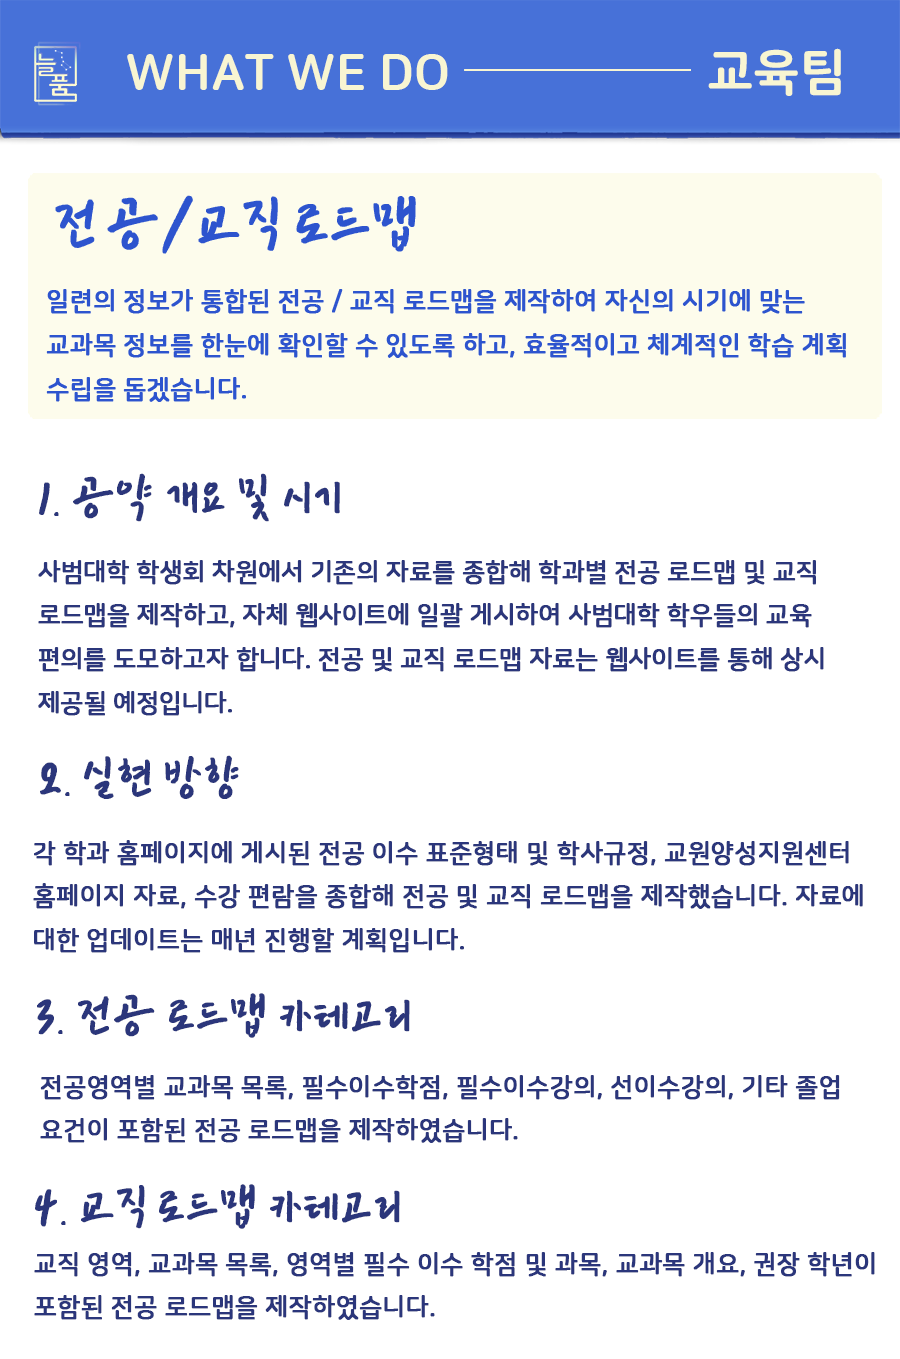 늘품
WHAT WE DO
교육팀
전공/교직로드맵
일련의 정보가 통합된 전공 / 교직 로드맵을 제작하여 자신의 시기에 맞는
교과목 정보를 한눈에 확인할 수 있도록 하고, 효율적이고 체계적인 학습 계획
수립을 돕겠습니다.
1. 공약 개요 및 시기
사범대학 학생회 차원에서 기존의 자료를 종합해 학과별 전공 로드맵 및 교직
로드맵을 제작하고, 자체 웹사이트에 일괄 게시하여 사범대학 학우들의 교육
편의를 도모하고자 합니다. 전공 및 교직 로드맵 자료는 웹사이트를 통해 상시
제공될 예정입니다.
2. 실현 방향
각 학과 홈페이지에 게시된 전공 이수 표준형태 및 학사규정, 교원양성지원센터
홈페이지 자료, 수강 편람을 종합해 전공 및 교직 로드맵을 제작했습니다. 자료에
대한 업데이트는 매년 진행할 계획입니다.
3. 전공 로드맵 카테고리
전공영역별 교과목 목록, 필수이수학점, 필수이수강의, 선이수강의, 기타 졸업
요건이 포함된 전공 로드맵을 제작하였습니다.
4. 교직로드맵 카테고리
교직 영역, 교과목 목록, 영역별 필수 이수 학점 및 과목, 교과목 개요, 권장 학년이
포함된 전공 로드맵을 제작하였습니다.